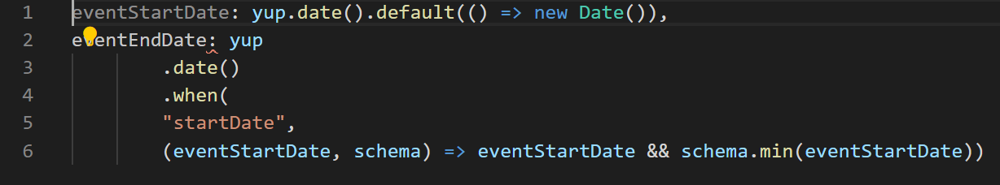 1 eventStartDate: yup.date().default(() => new Date()),
2 eventEndDate: yup
3 .date()
4 .when(
5 "startDate",
6 (eventStartDate, schema) => eventStartDate && schema.min(eventStartDate))